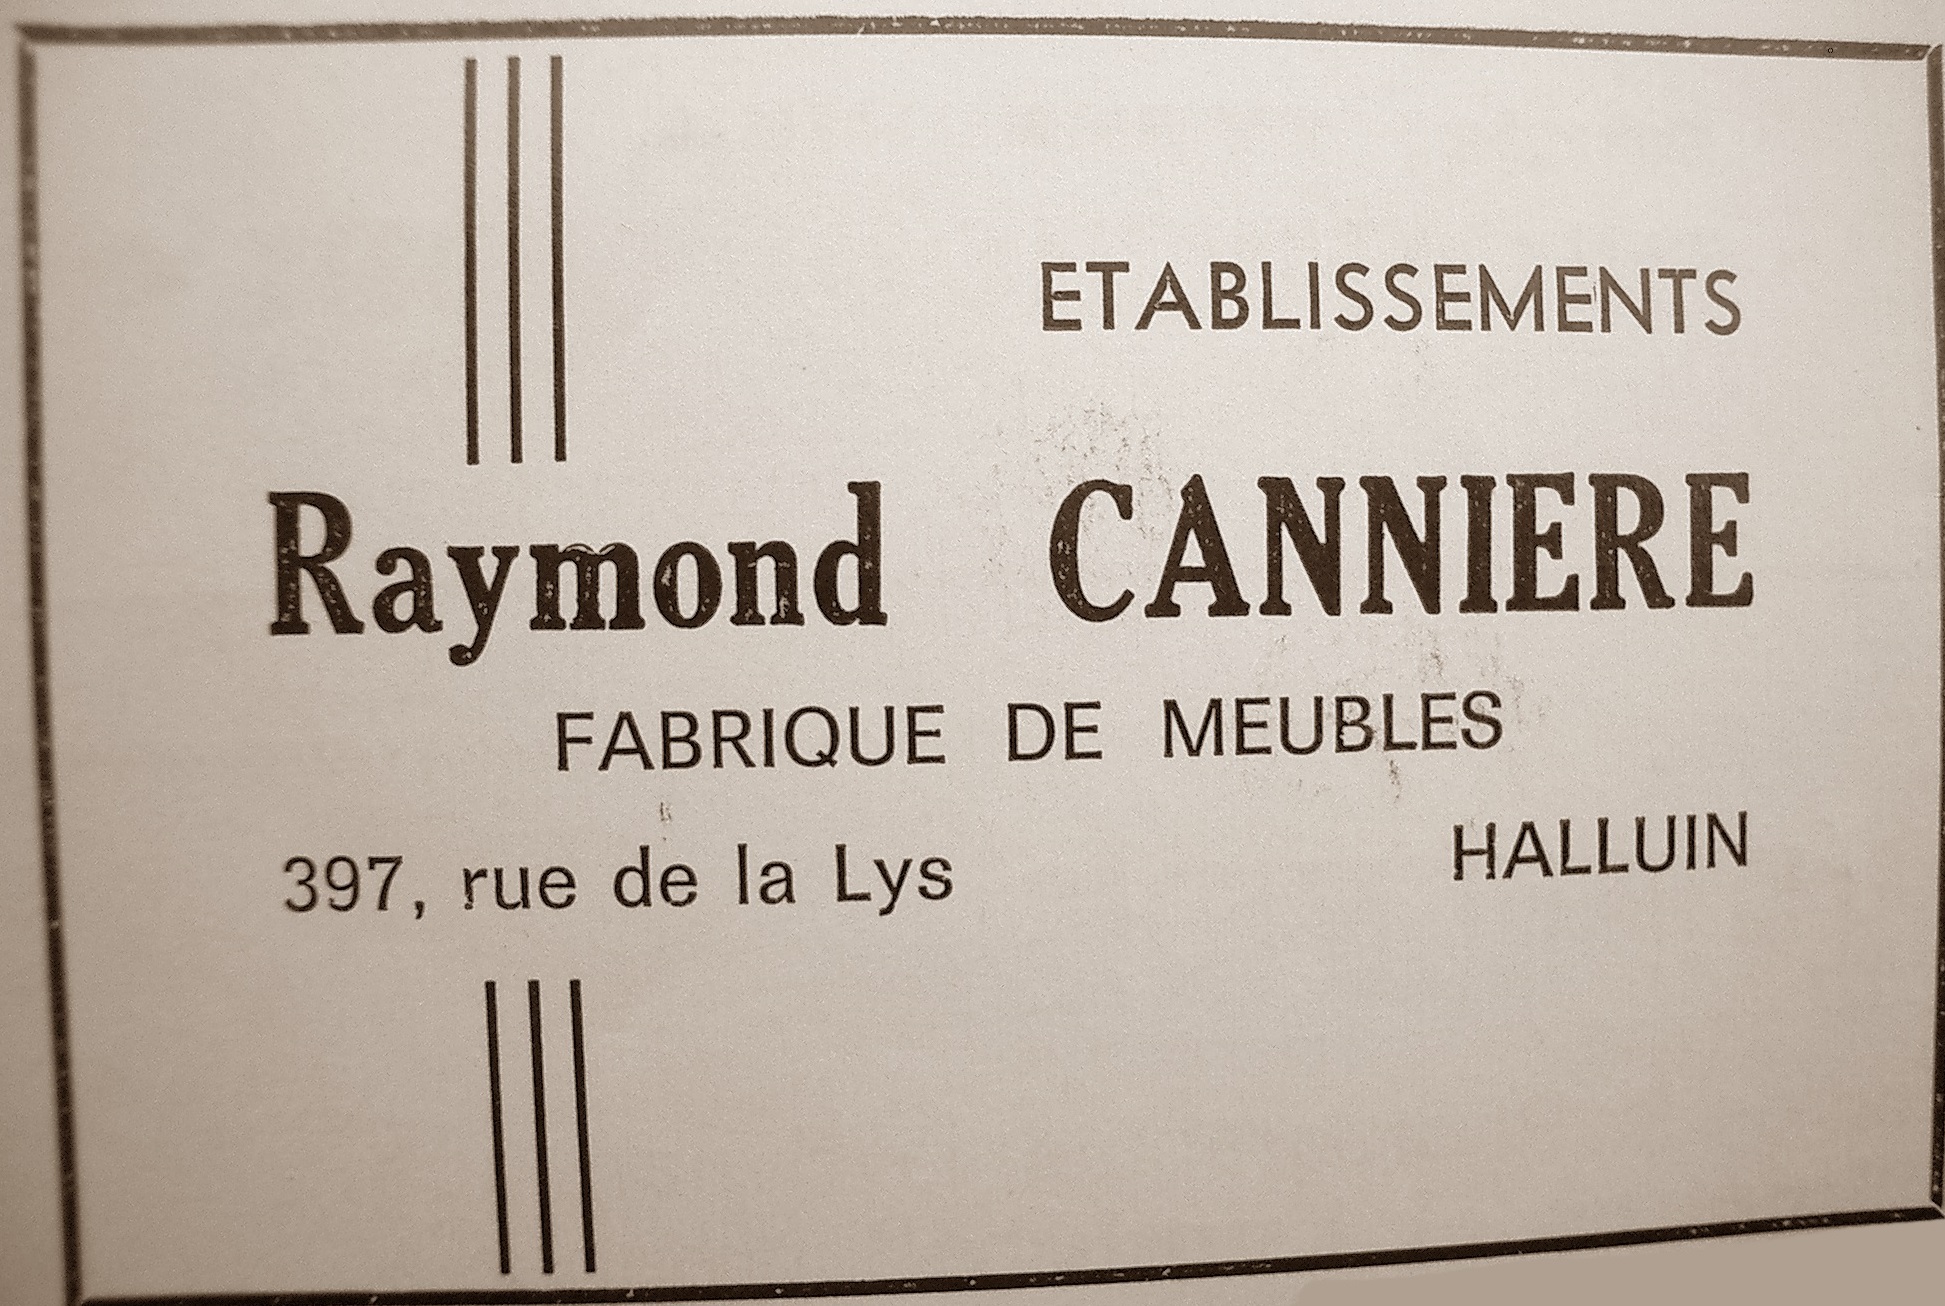 ETABLISSEMENTS
Raymond CANNIERE
FABRIQUE DE MEUBLES
397, rue de la Lys HALLUIN